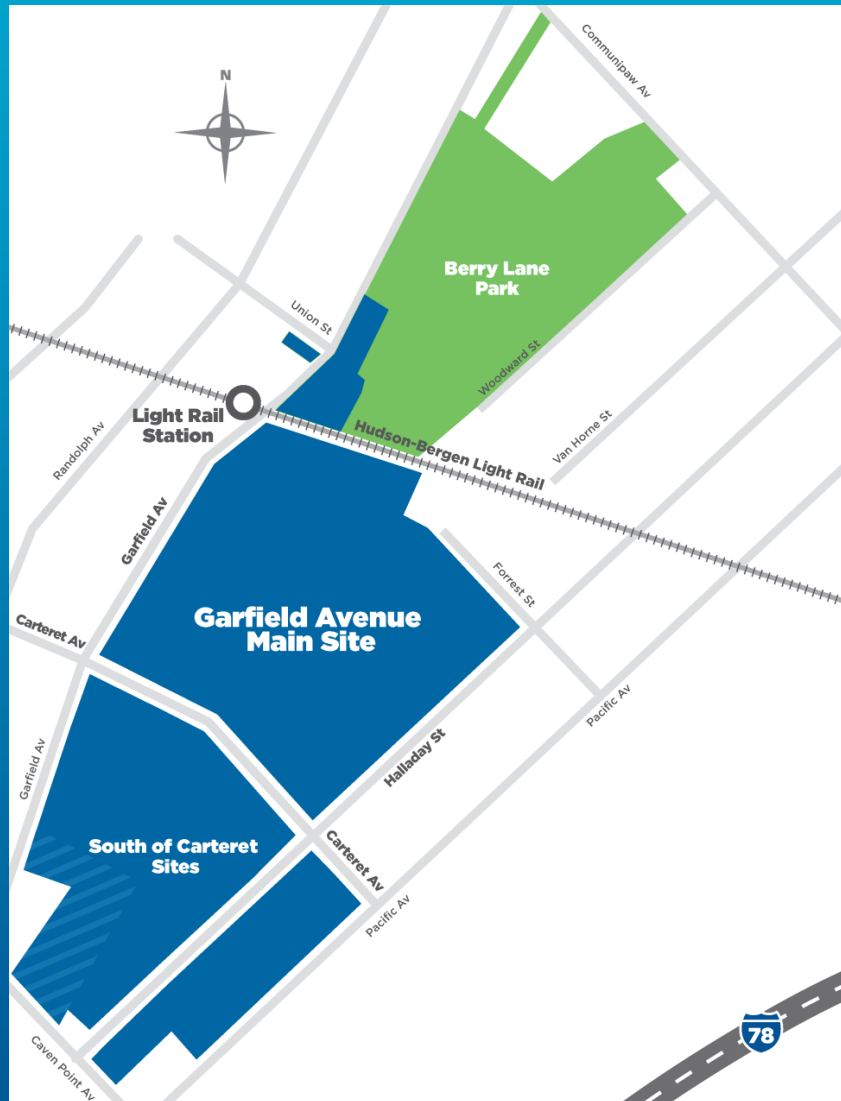 N
Communipaw Av
Berry Lane
Park
Union St
Woodward St
Light Rail
Station
Hudson-Bergen Light Rail
Randolph Av
Van Horne St
Garfield Av
Forrest St
Garfield Avenue
Main Site
Carteret Av
Pacific Av
Halladay St
Garfield Av
South of Carteret
Sites
Carteret Av
Pacific Av
78
Caven Point Av